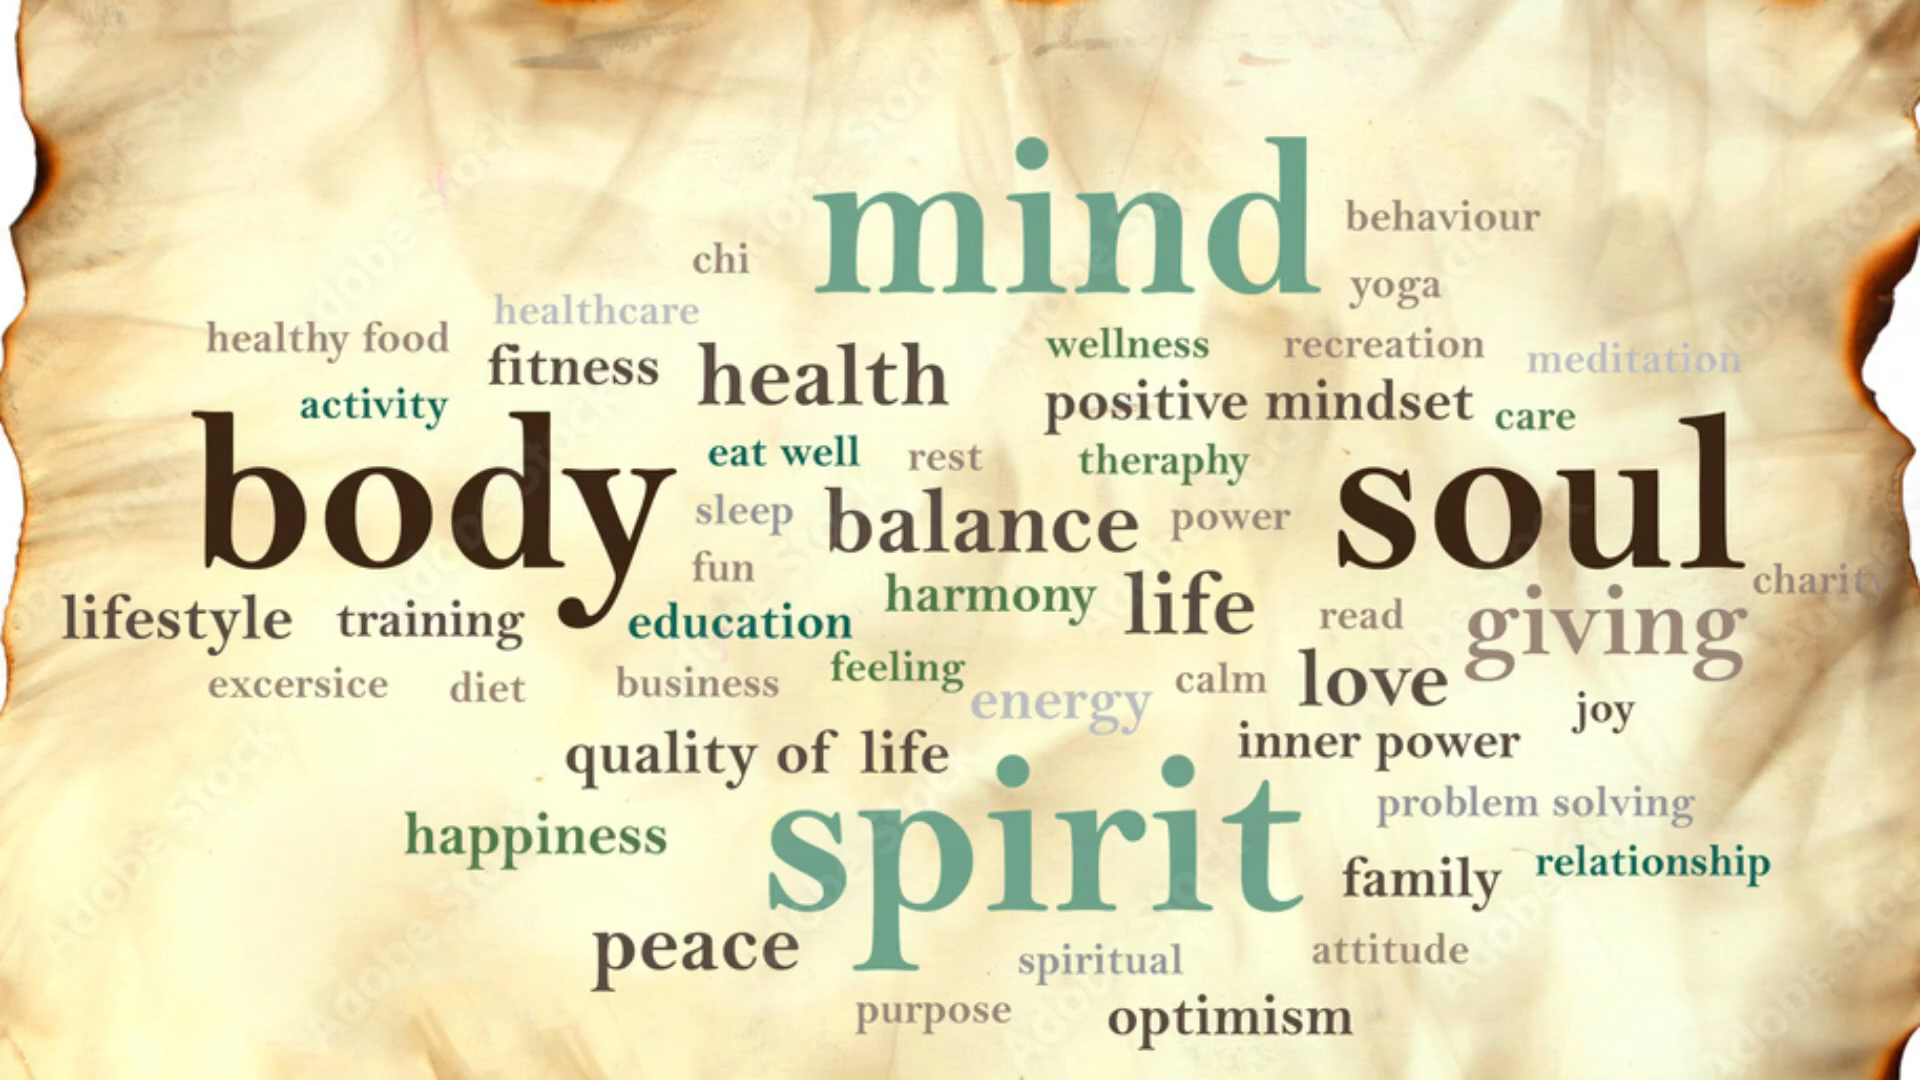 mind
behaviour
chi
yoga
healthcare
healthy food
fitness
health
wellness
recreation
meditation
activity
positive mindset
care
body
eat well
rest
theraphy
soul
sleep
balance
power
fun
charity
lifestyle
training
education
harmony
life
read
giving
excersice
diet
business
feeling
energy
calm
love
joy
quality of life
inner power
happiness
spirit
problem solving
family
relationship
peace
spiritual
attitude
purpose
optimism
Adobe Stock